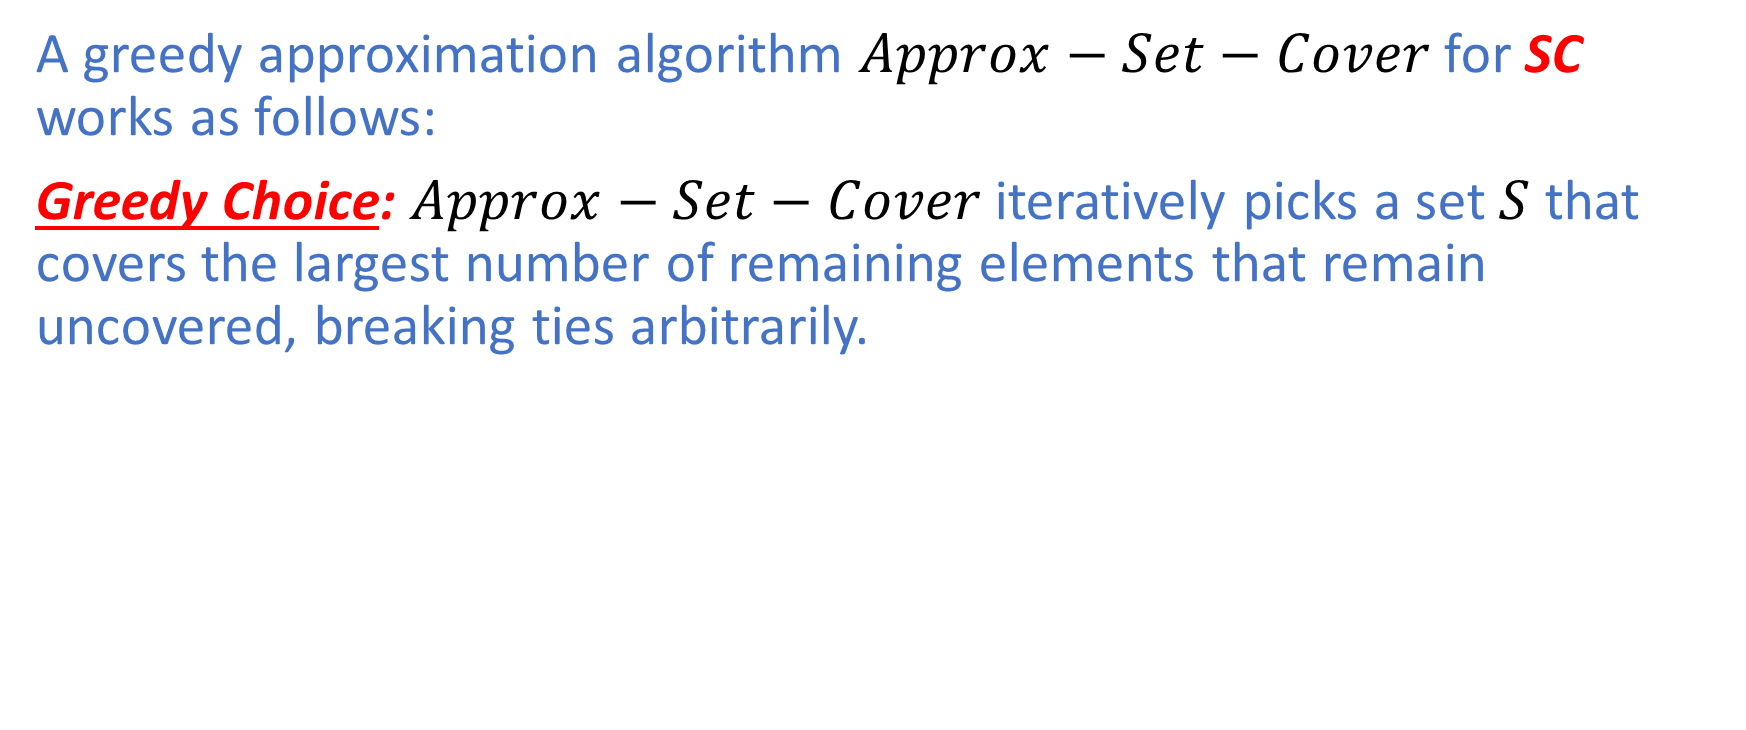 A greedy approximation algorithm Approx − Set − Cover for SC
works as follows:
Greedy Choice: Approx − Set − Cover iteratively picks a set S that
covers the largest number of remaining elements that remain
uncovered, breaking ties arbitrarily.